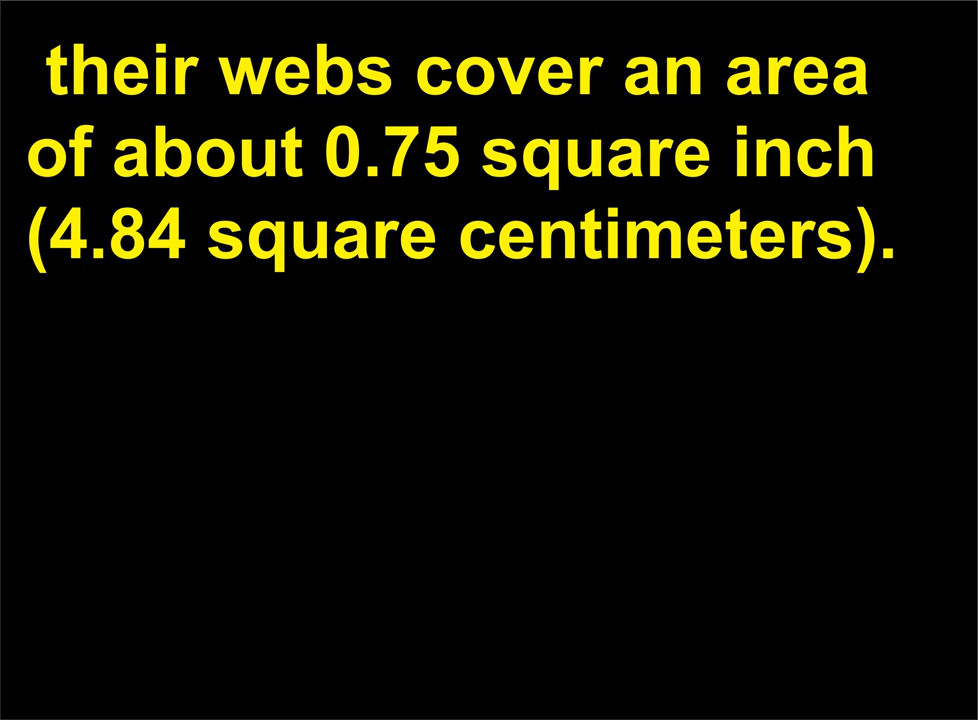 their webs cover an area
of about 0.75 square inch
(4.84 square centimeters).